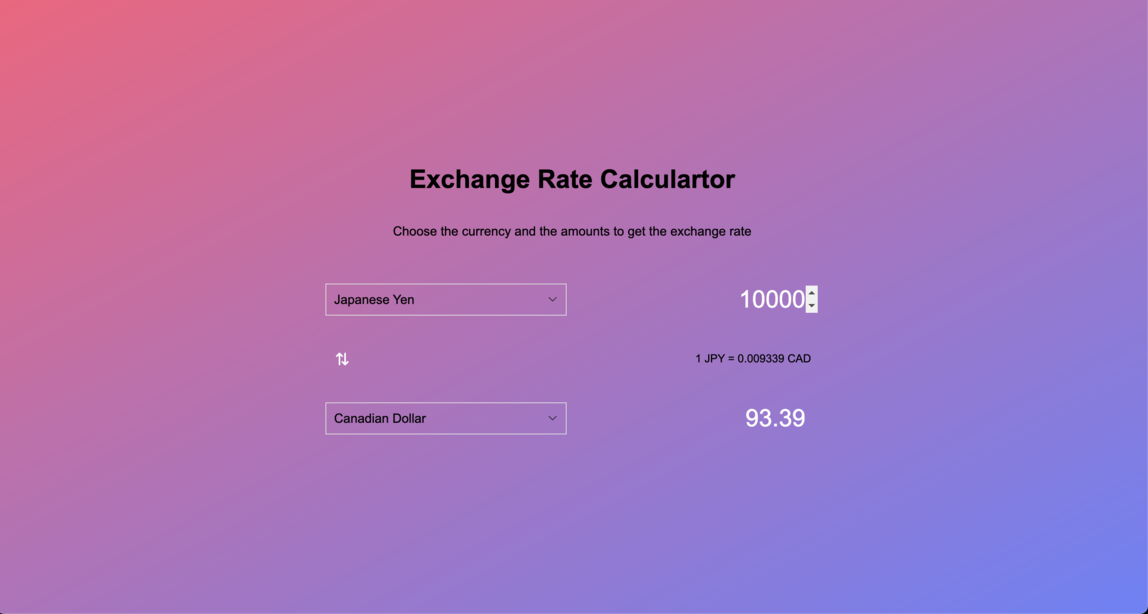 Exchange Rate Calculartor
Choose the currency and the amounts to get the exchange rate
Japanese Yen
10000
⇅
1 JPY = 0.009339 CAD
Canadian Dollar
93.39